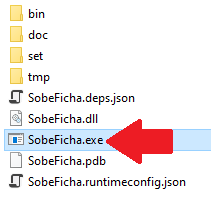 bin
doc
set
tmp
SobeFicha.deps.json
SobeFicha.dll
SobeFicha.exe
SobeFicha.pdb
SobeFicha.runtimeconfig.json